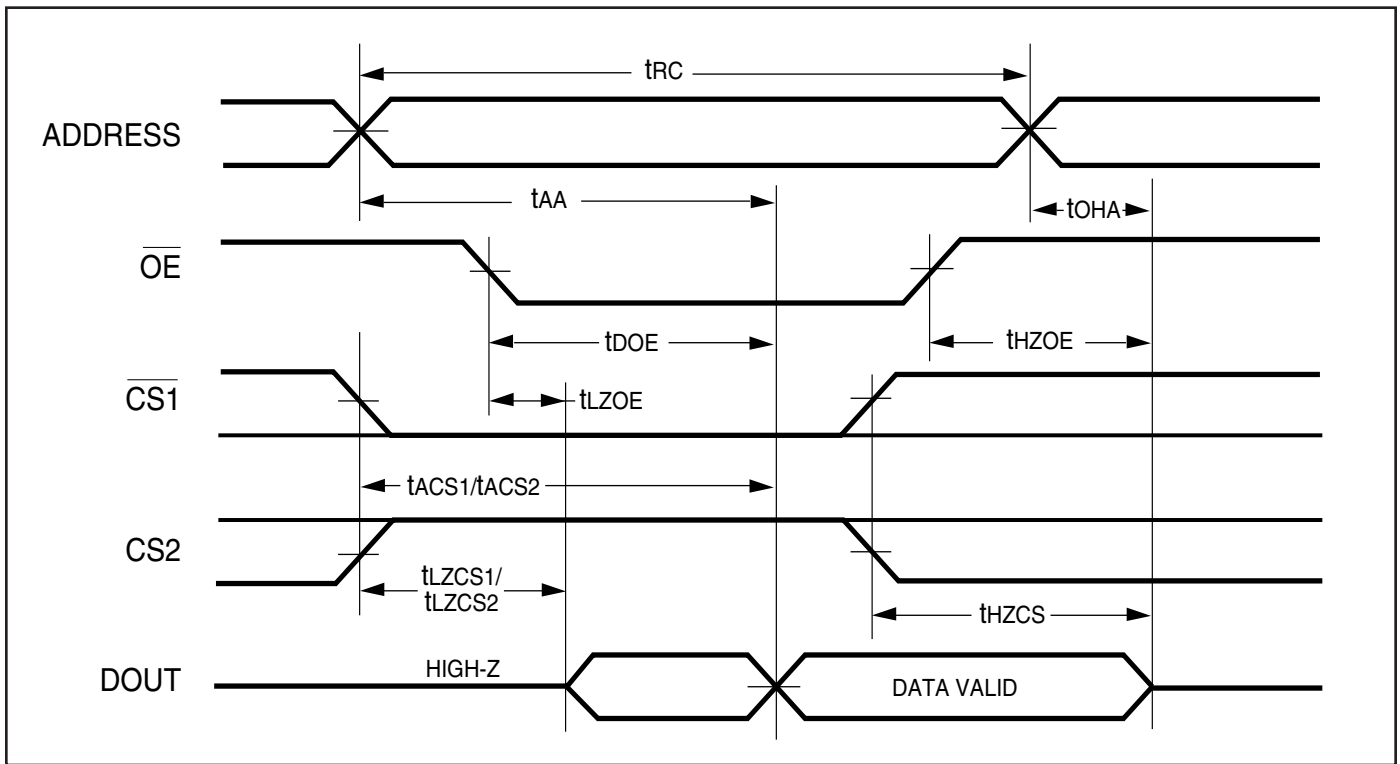 tRC
ADDRESS
tAA
tOHA
OE
tDOE
tHZOE
CS1
tLZOE
tACS1/tACS2
CS2
tLZCS1/
tLZCS2
tHZCS
HIGH-Z
DOUT
DATA VALID